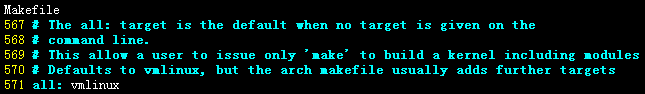 Makefile
567 # The all: target is the default when no target is given on the
568 # command line.
569 # This allow a user to issue only 'make' to build a kernel including modules
570 # Defaults to vmlinux, but the arch makefile usually adds further targets
571 all: vmlinux